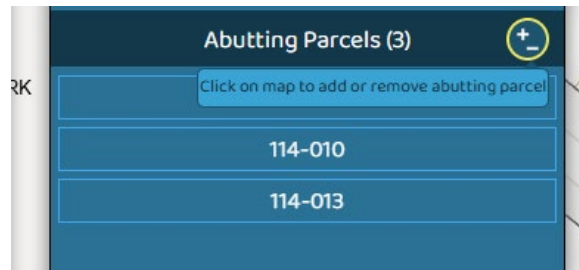 Abutting Parcels (3)
RK
Click on map to add or remove abutting parcel
114-010
114-013